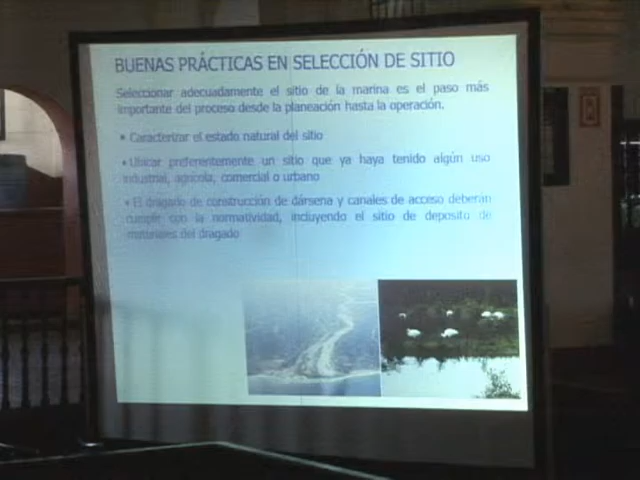 BUENAS PRÁCTICAS EN SELECCIÓN DE SITIO
Seleccionar adecuadamente el sitio de la marina es el paso más
importante del proceso desde la planeación hasta la operación.
• Caracterizar el estado natural del sitio
• Ubicar preferentemente un sitio que ya haya tenido algún uso
industrial, agrícola, comercial o urbano
• El dragado de construcción de dársena y canales de acceso deberán
cumplir con la normatividad, incluyendo el sitio de deposito de
materiales del dragado